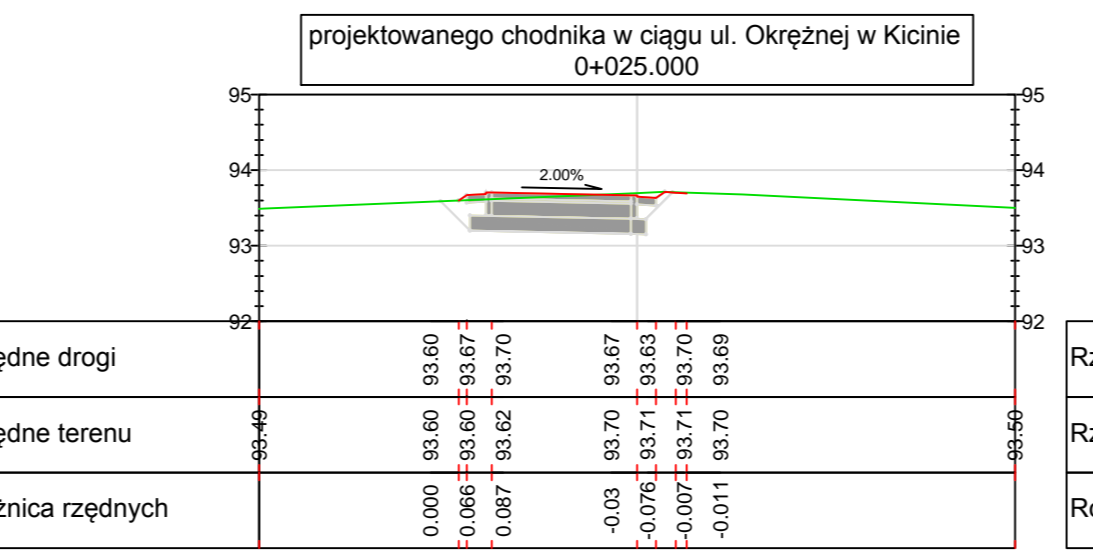 projektowanego chodnika w ciągu ul. Okrężnej w Kicinie
0+025.000
95 95
94 94
2.00%
93 93
92 92
ędne drogi 93.60 93.67 93.70 93.67 93.63 93.70 93.69 Rz
ędne terenu 93.49 93.60 93.60 93.62 93.70 93.71 93.71 93.70 93.50 Rz
żnica rzędnych 0.000 0.066 0.087 -0.03 -0.076 -0.007 -0.011 Ró